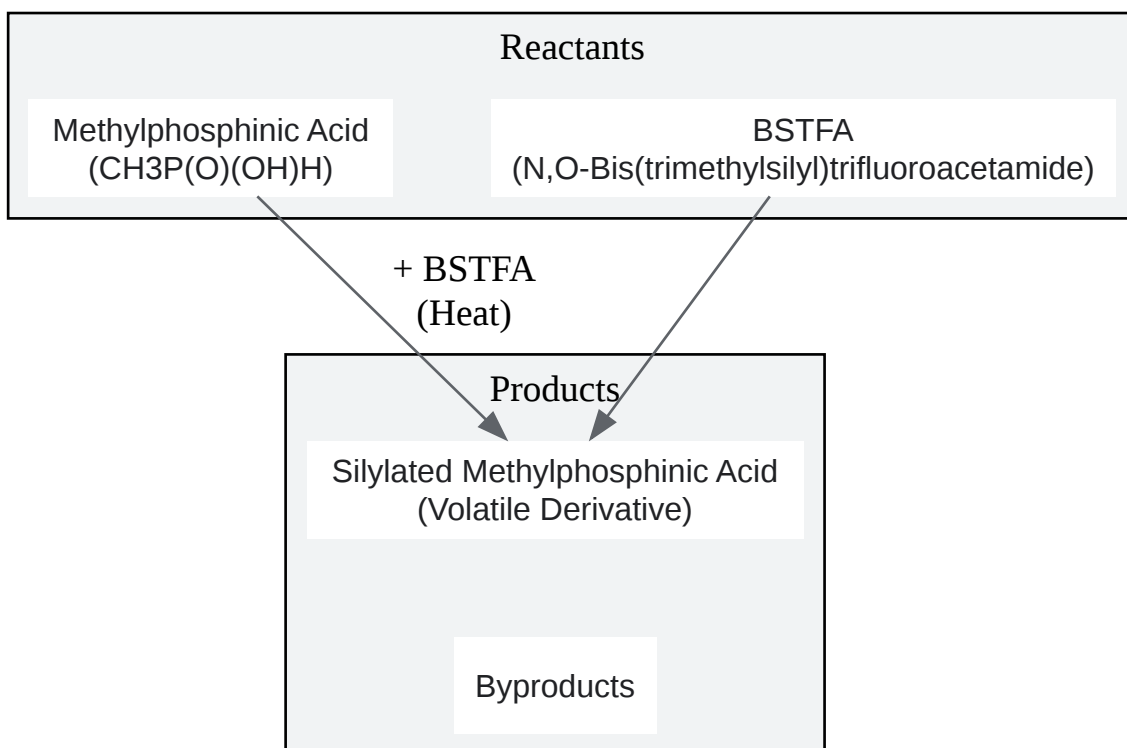 Reactants
Methylphosphinic Acid
(CH3P(O)(OH)H)
BSTFA
(N,O-Bis(trimethylsilyl)trifluoroacetamide)
+ BSTFA
(Heat)
Products
Silylated Methylphosphinic Acid
(Volatile Derivative)
Byproducts